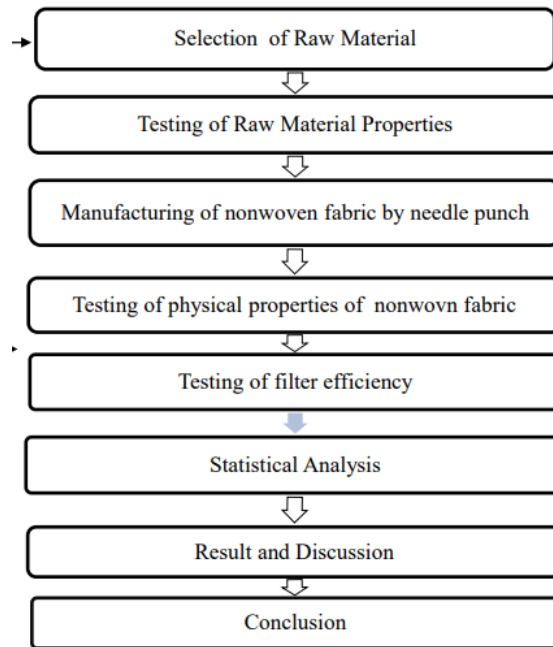 Selection of Raw Material
Testing of Raw Material Properties
Manufacturing of nonwoven fabric by needle punch
Testing of physical properties of nonwovn fabric
Testing of filter efficiency
Statistical Analysis
Result and Discussion
Conclusion